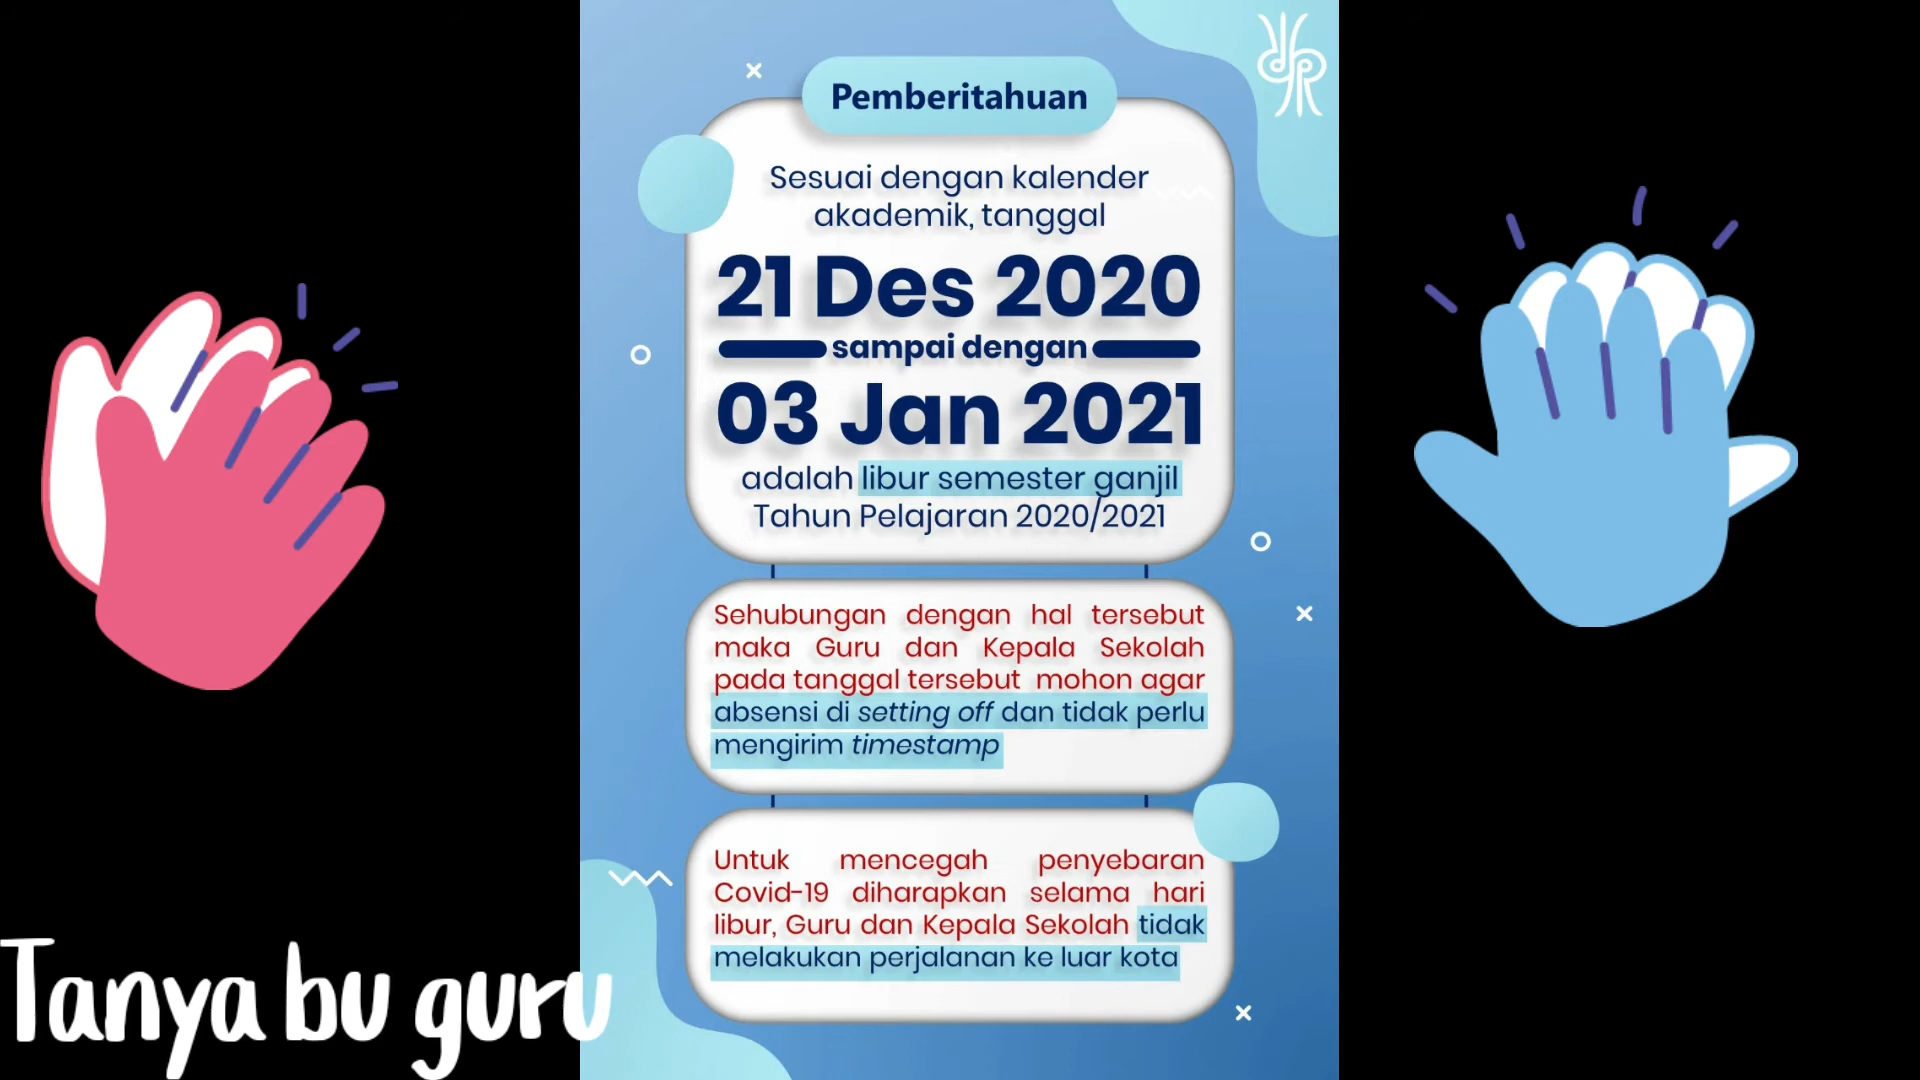 Pemberitahuan
Sesuai dengan kalender
akademik, tanggal
21 Des 2020
sampai dengan
03 Jan 2021
adalah libur semester ganjil
Tahun Pelajaran 2020/2021
Sehubungan dengan hal tersebut
maka Guru dan Kepala Sekolah
pada tanggal tersebut mohon agar
absensi di setting off dan tidak perlu
mengirim timestamp
Untuk mencegah penyebaran
Covid-19 diharapkan selama hari
libur, Guru dan Kepala Sekolah tidak
melakukan perjalanan ke luar kota
Tanya bu guru